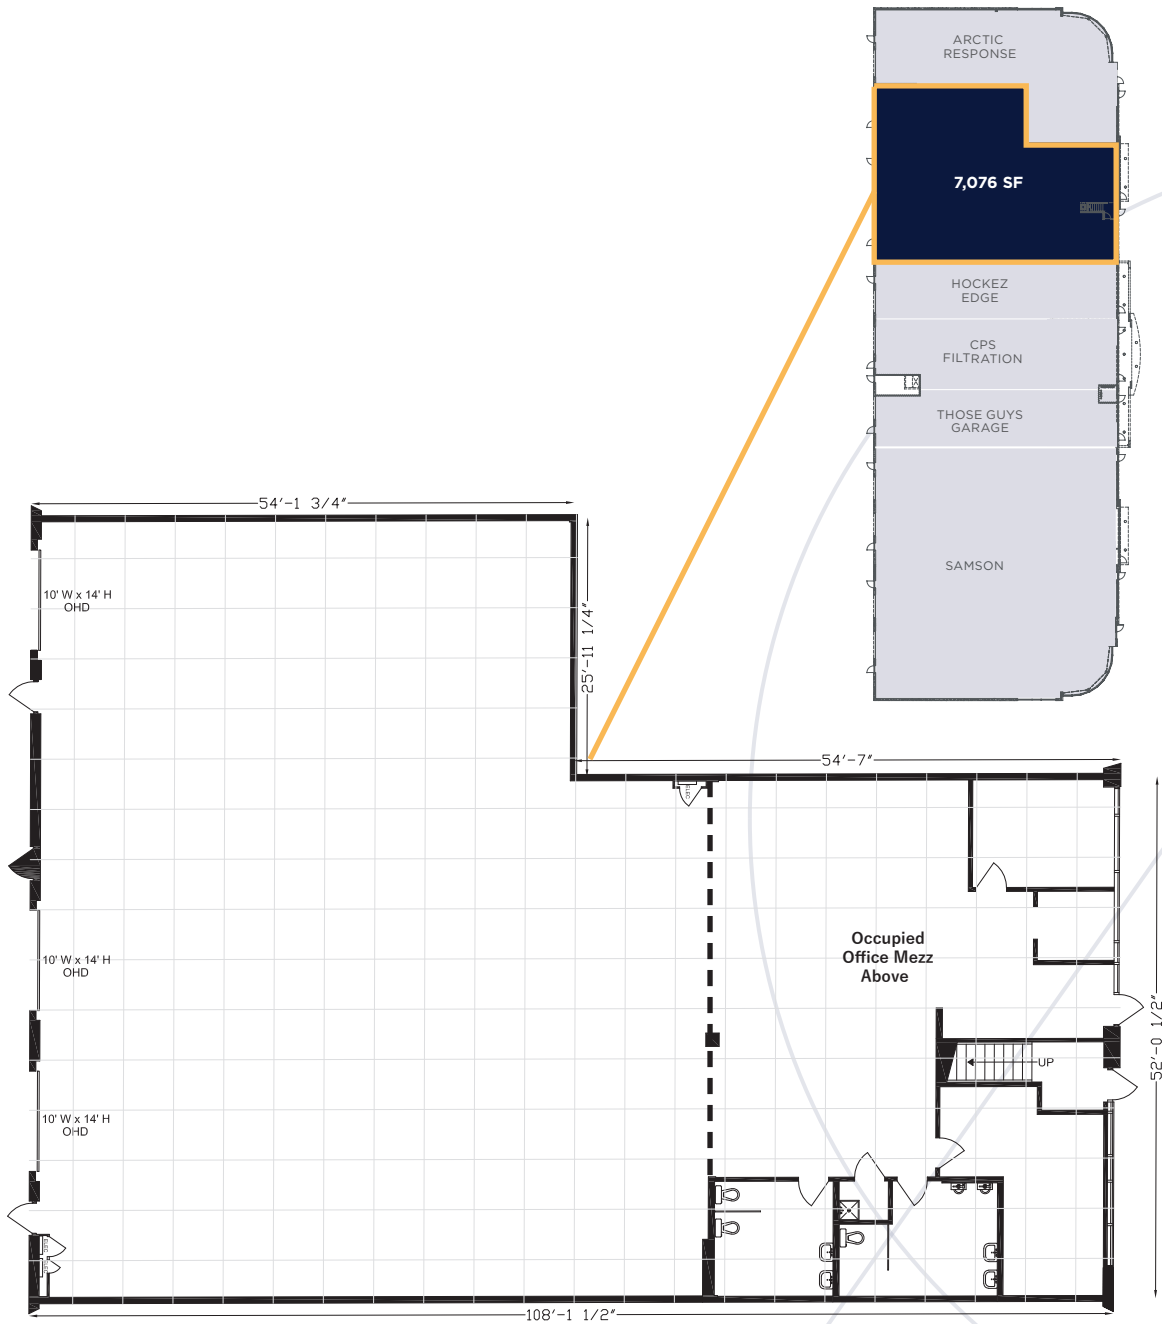 ARCTIC
RESPONSE
7,076 SF
HOCKEZ
EDGE
CPS
FILTRATION
THOSE GUYS
GARAGE
SAMSON
54'-1 3/4"
10' W x 14' H
OHD
25'-11 1/4"
54'-7"
ELEC
Occupied
Office Mezz
Above
10' W x 14' H
OHD
52'-0 1/2"
UP
10' W x 14' H
OHD
ELEC
108'-1 1/2"